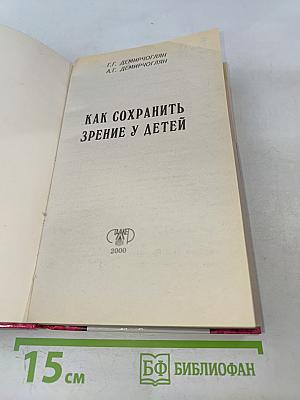 Г.Г. ДЕМИРЧОГЛЯН
А.Г. ДЕМИРЧОГЛЯН
КАК СОХРАНИТЬ
ЗРЕНИЕ У ДЕТЕЙ
2000
15 см
БФ БИБЛИОФАН